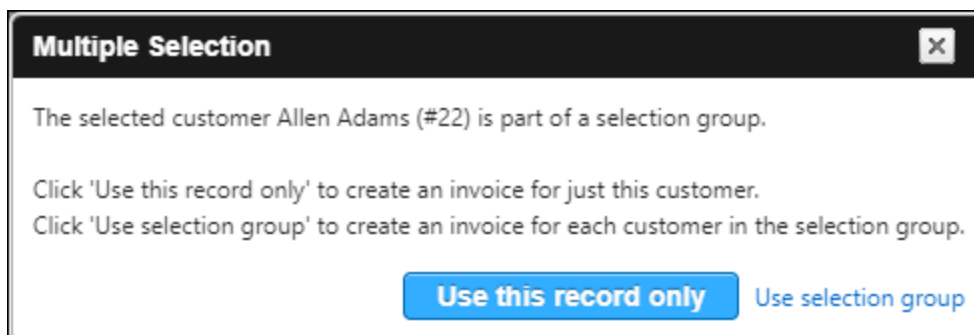 Multiple Selection
The selected customer Allen Adams (#22) is part of a selection group.
Click 'Use this record only' to create an invoice for just this customer.
Click 'Use selection group' to create an invoice for each customer in the selection group.
Use this record only Use selection group